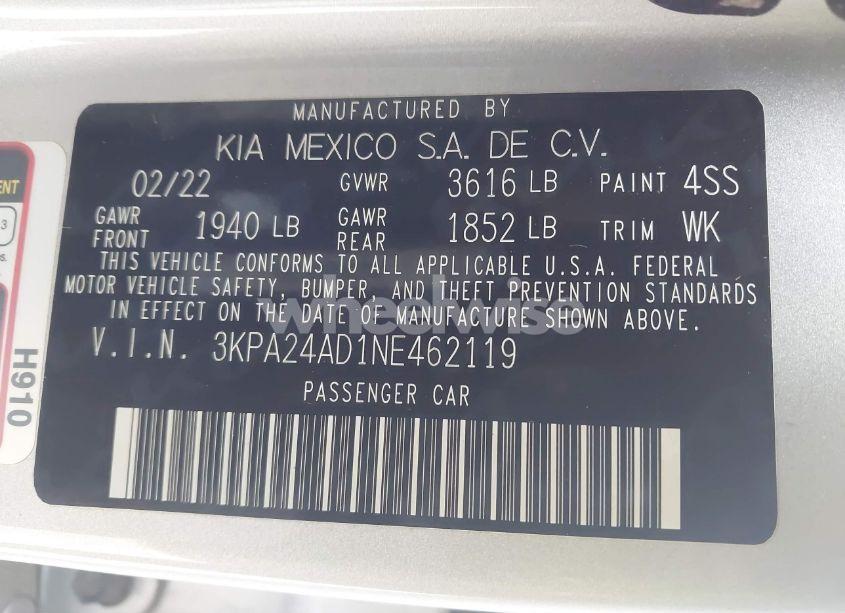 MANUFACTURED BY
KIA MEXICO S.A. DE C.V.
02/22 GVWR 3616 LB PAINT 4SS
GAWR FRONT 1940 LB GAWR REAR 1852 LB TRIM WK
THIS VEHICLE CONFORMS TO ALL APPLICABLE U.S.A. FEDERAL
MOTOR VEHICLE SAFETY, BUMPER, AND THEFT PREVENTION STANDARDS
IN EFFECT ON THE DATE OF MANUFACTURE SHOWN ABOVE.
V.I.N. 3KPA24AD1NE462119
PASSENGER CAR
H910
wheelwise